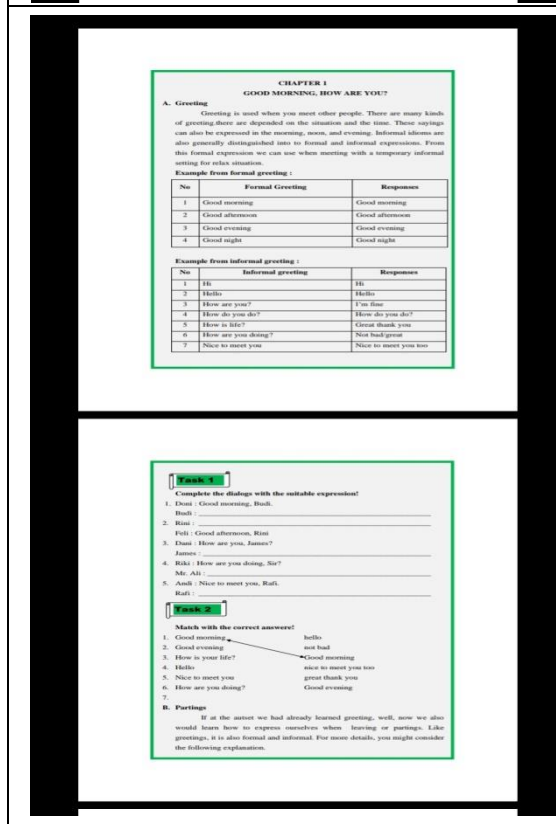 CHAPTER 1
GOOD MORNING, HOW ARE YOU?
A. Greeting
Greeting is used when you meet other people. There are many kinds
of greeting.there are depended on the situation and the time. These sayings
can also be expressed in the morning, noon, and evening. Informal idioms are
also generally distinguished into to formal and informal expressions. From
this formal expression we can use when meeting with a temporary informal
setting for relax situation.
Example from formal greeting :
No Formal Greeting Responses
1 Good morning Good morning
2 Good afternoon Good afternoon
3 Good evening Good evening
4 Good night Good night
Example from informal greeting :
No Informal greeting Responses
1 Hi Hi
2 Hello Hello
3 How are you? I'm fine
4 How do you do? How do you do?
5 How is life? Great thank you
6 How are you doing? Not bad/great
7 Nice to meet you Nice to meet you too
Task 1
Complete the dialogs with the suitable expression!
1. Doni : Good morning, Budi.
Budi :
2. Rini :
Feli : Good afternoon, Rini
3. Dani : How are you, James?
James :
4. Riki : How are you doing, Sir?
Mr. Ali :
5. Andi : Nice to meet you, Rafi.
Rafi :
Task 2
Match with the correct answers!
1. Good morning hello
2. Good evening not bad
3. How is your life? Good morning
4. Hello nice to meet you too
5. Nice to meet you great thank you
6. How are you doing? Good evening
7.
B. Partings
If at the autset we had already learned greeting, well, now we also
would learn how to express ourselves when leaving or partings. Like
greetings, it is also formal and informal. For more details, you might consider
the following explanation.